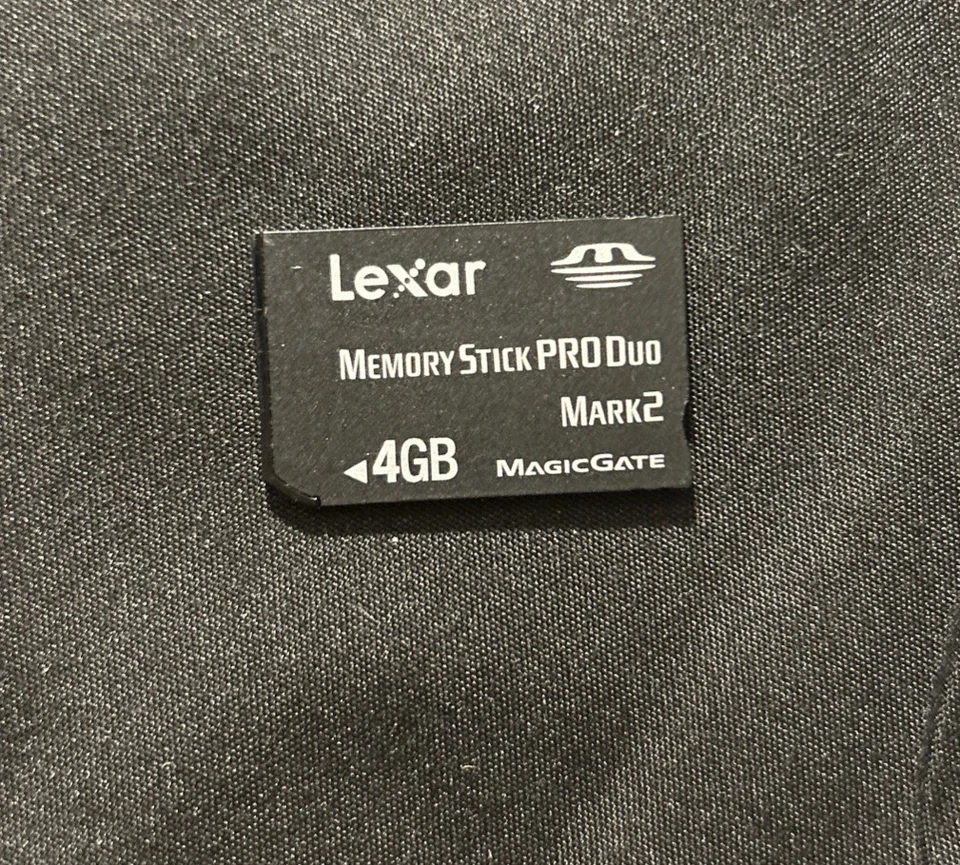 Lexar
MEMORY STICK PRO DUO
MARK2
◀4GB MAGICGATE